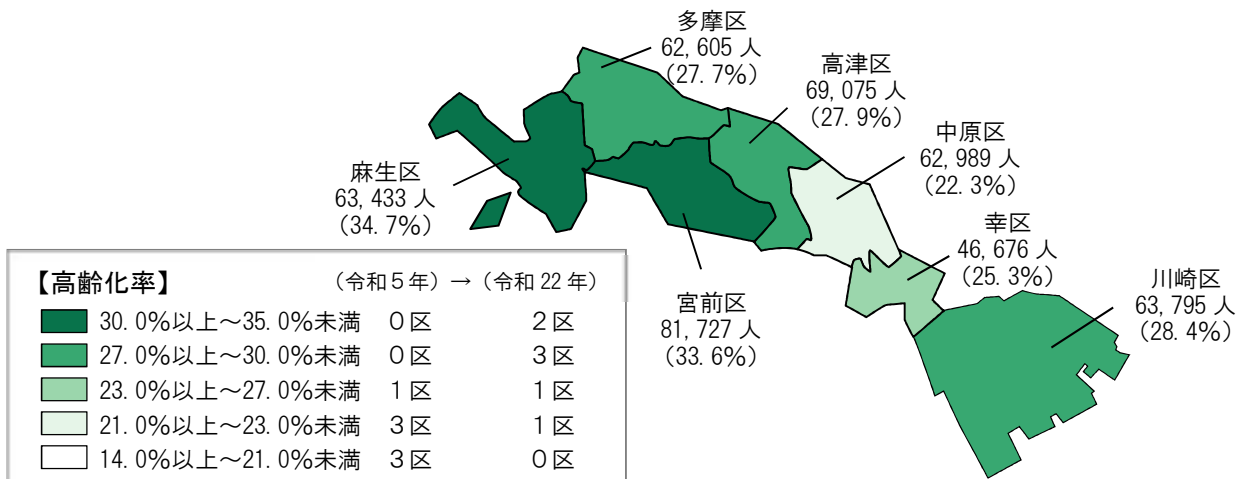 多摩区
62,605 人
(27.7%)
高津区
69,075 人
(27.9%)
中原区
62,989 人
(22.3%)
麻生区
63,433 人
(34.7%)
幸区
46,676 人
(25.3%)
川崎区
63,795 人
(28.4%)
宮前区
81,727 人
(33.6%)
【高齢化率】 (令和5年) → (令和22年)
30.0%以上~35.0%未満 0区 2区
27.0%以上~30.0%未満 0区 3区
23.0%以上~27.0%未満 1区 1区
21.0%以上~23.0%未満 3区 1区
14.0%以上~21.0%未満 3区 0区